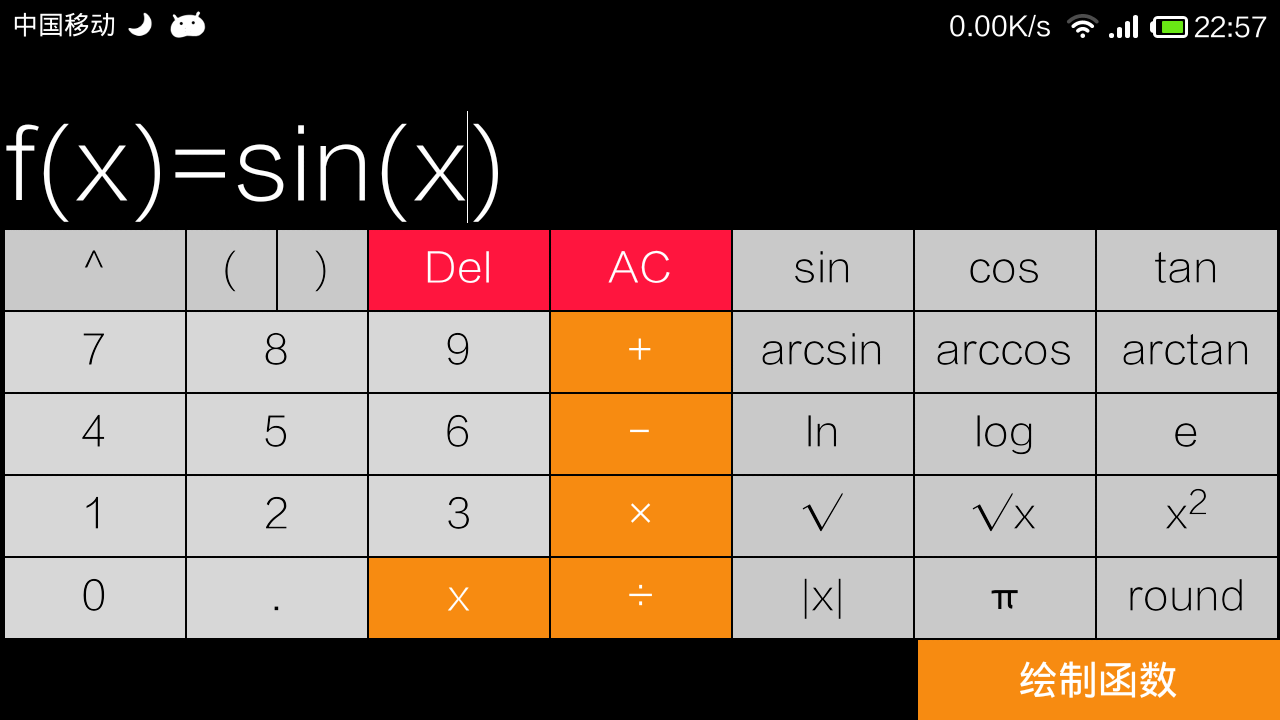 中国移动 0.00K/s 22:57
f(x)=sin(x)
^ ( ) Del AC sin cos tan
7 8 9 + arcsin arccos arctan
4 5 6 − ln log e
1 2 3 × √ √x x²
0 . x ÷ |x| π round
绘制函数